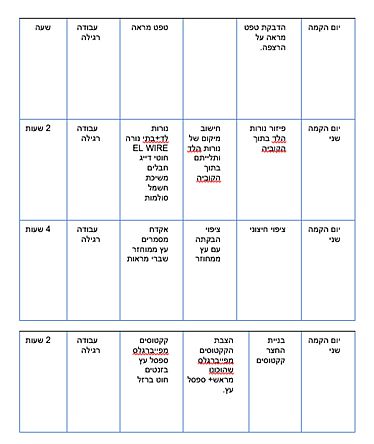 יום הקמה
הדבקת טפט
מראה על
הרצפה.
טפט מראה
עבודה
רגילה
שעה
יום הקמה
שני
פיזור נורות
הלד בתוך
הקוביה
חישוב
מיקום של
נורות הלד
ותלייתם
בתוך
הקוביה
נורות
לד+בתי נורה
EL WIRE
חוטי דייג
חבלים
משיכת
חשמל
סולמות
עבודה
רגילה
2 שעות
יום הקמה
שני
ציפוי חיצוני
ציפוי
הבקתה
עם עץ
ממחוזר
אקדח
מסמרים
עץ ממוחזר
שברי מראות
עבודה
רגילה
4 שעות
יום הקמה
שני
בניית
החצר
קקטוסים
הצבת
הקקטוסים
מפייברגלס
שהוכונו
מראש+ ספסל
עץ.
קקטוסים
מפייברגלס
ספסל עץ
בזנטים
חוט ברזל
עבודה
רגילה
2 שעות